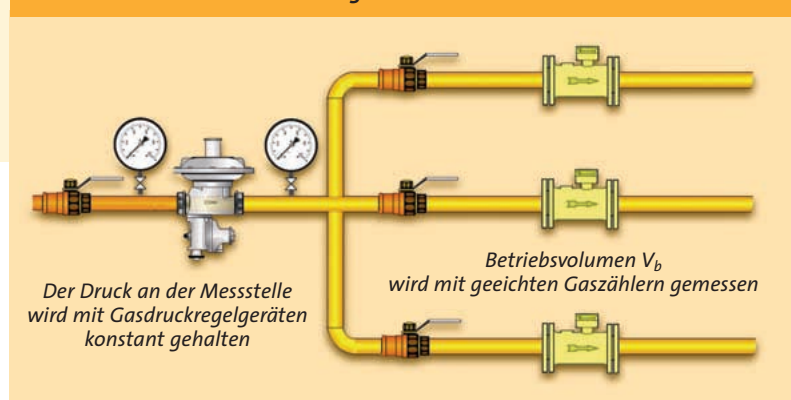 Der Druck an der Messstelle
wird mit Gasdruckregelgeräten
konstant gehalten
Betriebsvolumen V_b
wird mit geeichten Gaszählern gemessen